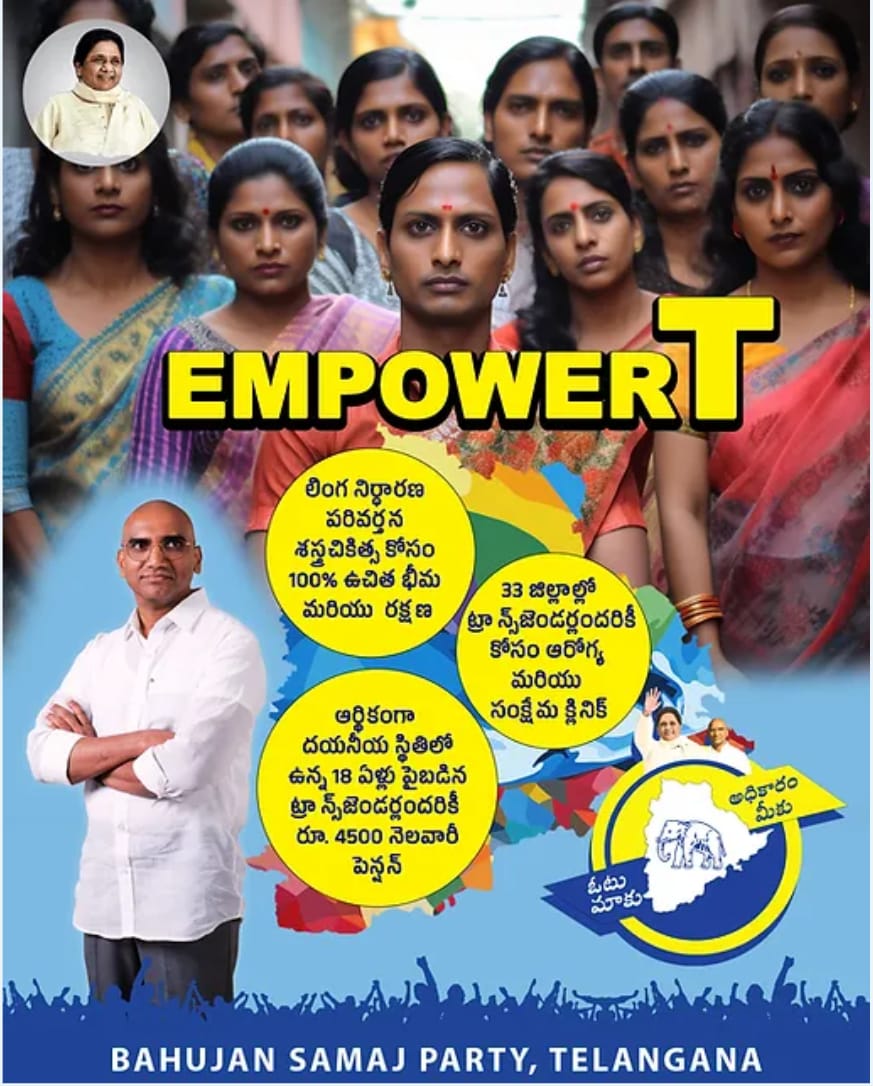 EMPOWERT
లింగ నిర్ధారణ
పరివర్తన
శస్త్రచికిత్స కోసం
100% ఉచిత భీమ
మరియు రక్షణ
33 జిల్లాల్లో
ట్రా న్స్‌జెండర్లందరికీ
కోసం ఆరోగ్య
మరియు
సంక్షేమ క్లినిక్
ఆర్థికంగా
దయనీయ స్థితిలో
ఉన్న 18 ఏళ్లు పైబడిన
ట్రా న్స్‌జెండర్లందరికీ
రూ. 4500 నెలవారీ
పెన్షన్
అధికారం
మీకు
ఓటు
మాకు
BAHUJAN SAMAJ PARTY, TELANGANA